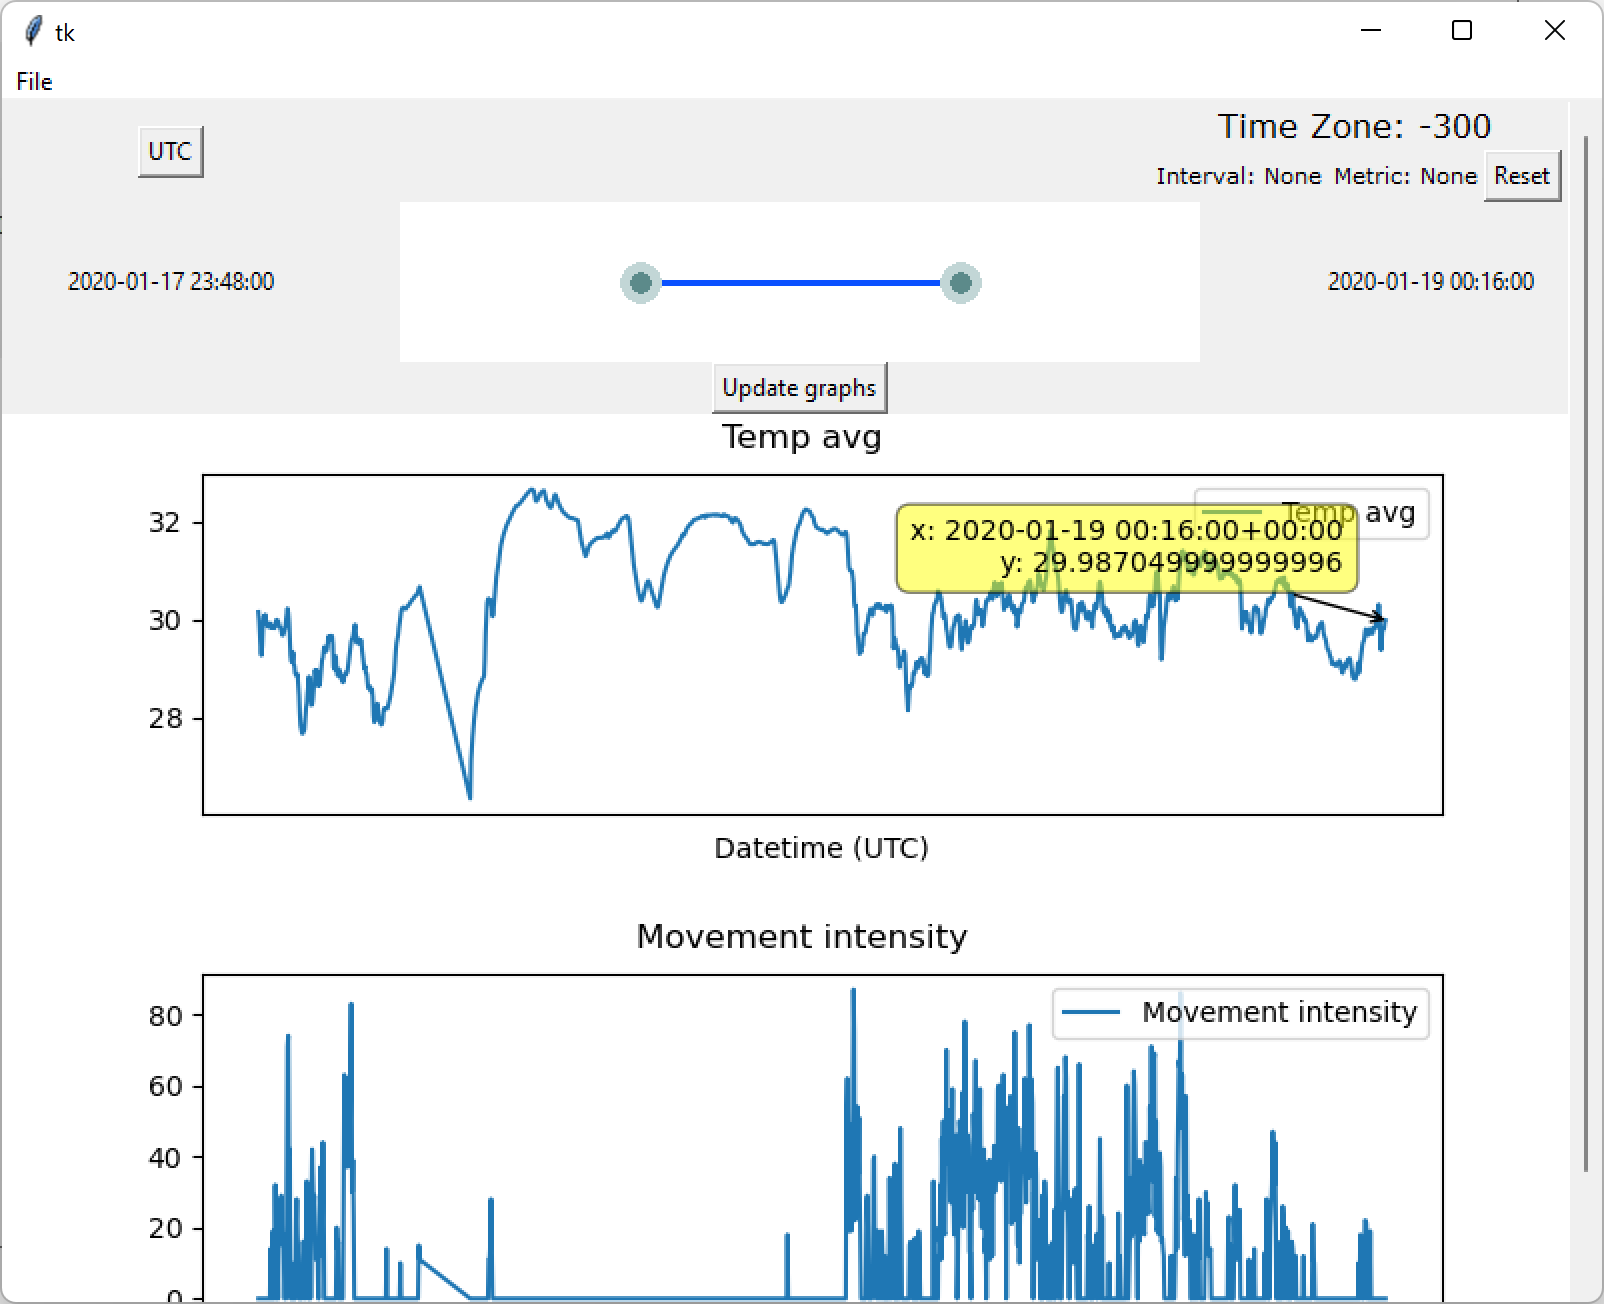 tk
File
UTC
Time Zone: -300
Interval: None Metric: None Reset
2020-01-17 23:48:00
2020-01-19 00:16:00
Update graphs
Temp avg
Temp avg
x: 2020-01-19 00:16:00+00:00
y: 29.987049999999996
32
30
28
Datetime (UTC)
Movement intensity
Movement intensity
80
60
40
20
0